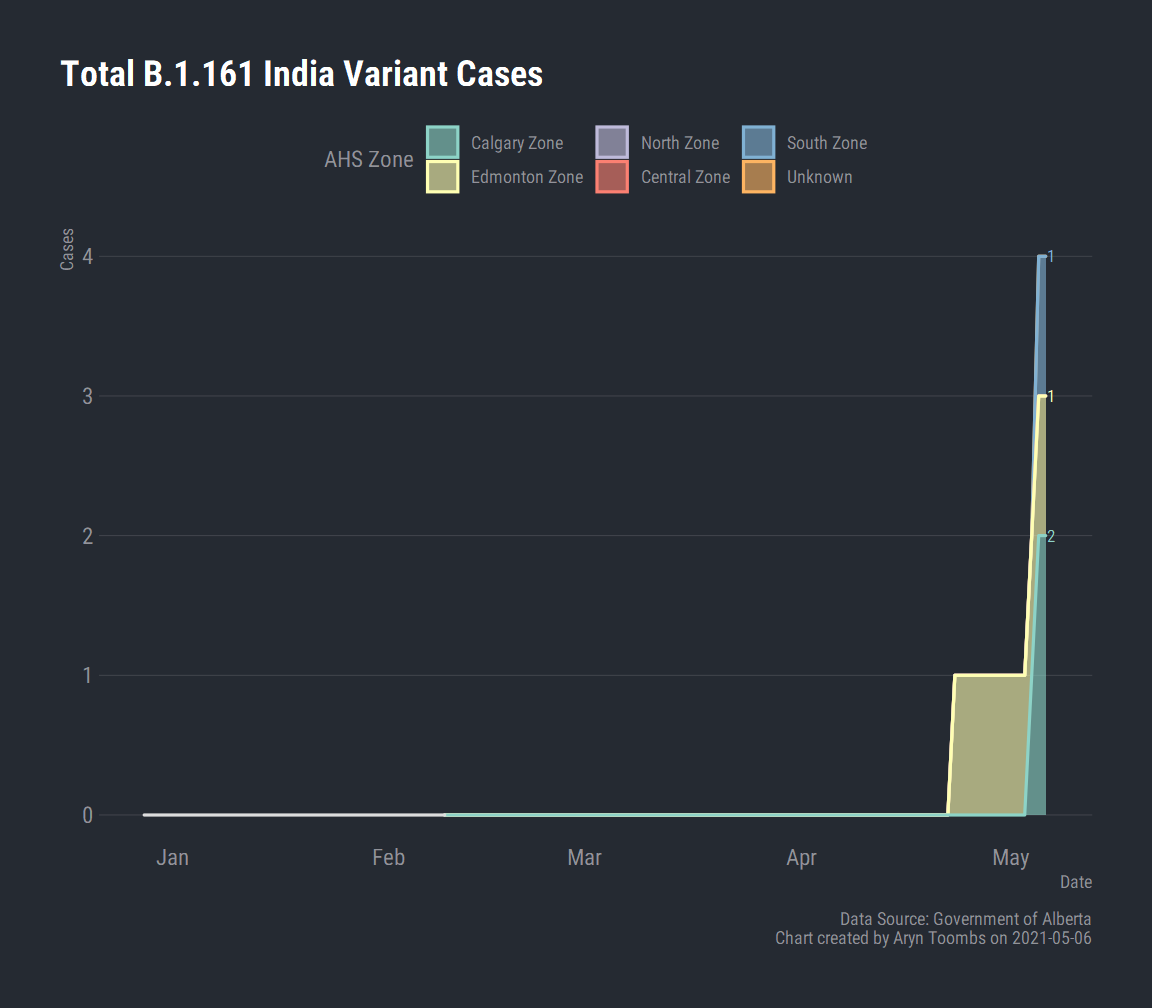 Total B.1.161 India Variant Cases
AHS Zone
Calgary Zone
North Zone
South Zone
Edmonton Zone
Central Zone
Unknown
Cases
4
1
3
1
2
2
1
0
Jan
Feb
Mar
Apr
May
Date
Data Source: Government of Alberta
Chart created by Aryn Toombs on 2021-05-06